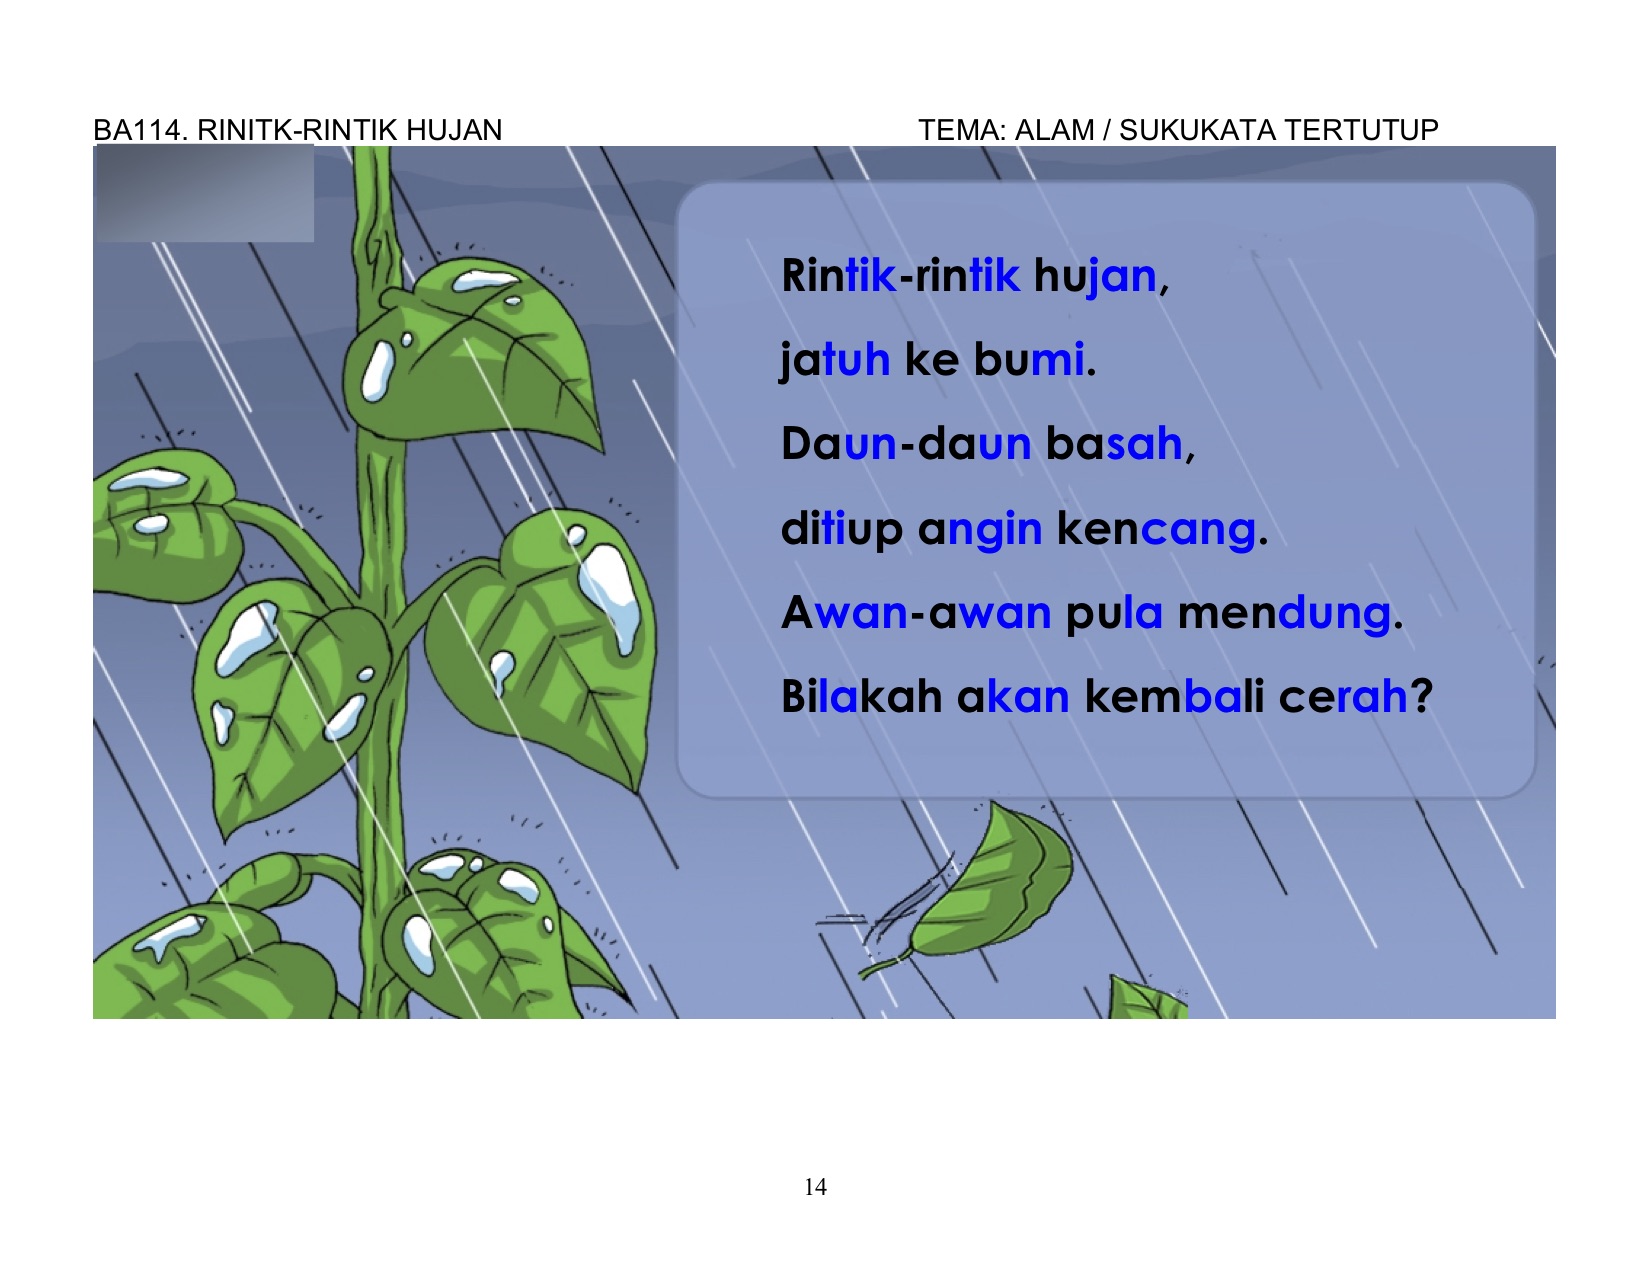 BA114. RINITK-RINTIK HUJAN TEMA: ALAM / SUKUKATA TERTUTUP
Rintik-rintik hujan,
jatuh ke bumi.
Daun-daun basah,
ditiup angin kencang.
Awan-awan pula mendung.
Bilakah akan kembali cerah?
14